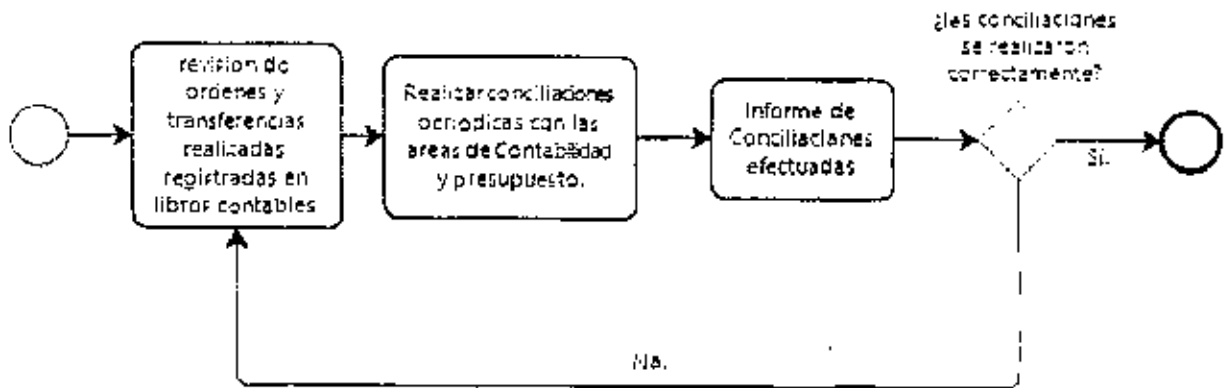 revision de
ordenes y
transferencias
realizadas
registradas en
libros contables
Realizar conciliaciones
periodicas con las
areas de Contabilidad
y presupuesto.
Informe de
Conciliaciones
efectuadas
¿las conciliaciones
se realizaron
correctamente?
Si.
No.